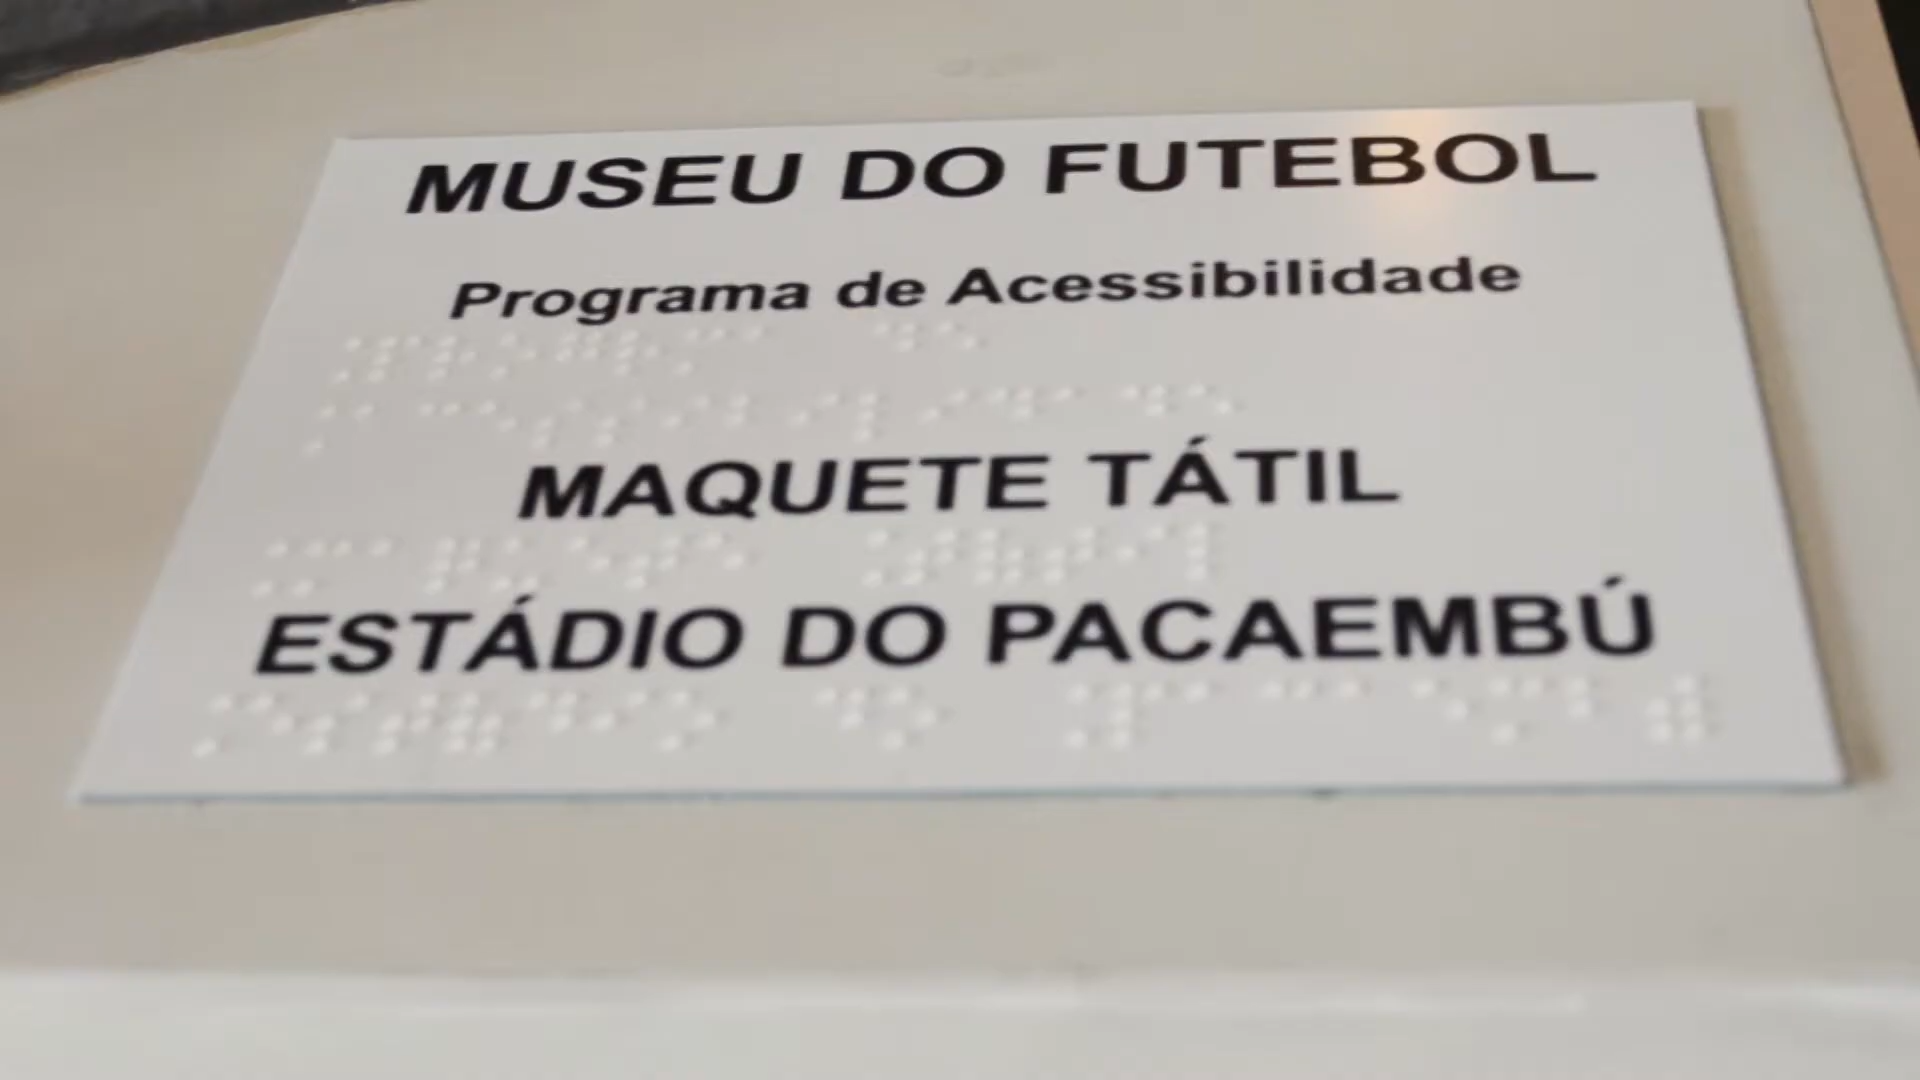 MUSEU DO FUTEBOL
Programa de Acessibilidade
MAQUETE TÁTIL
ESTÁDIO DO PACAEMBÚ